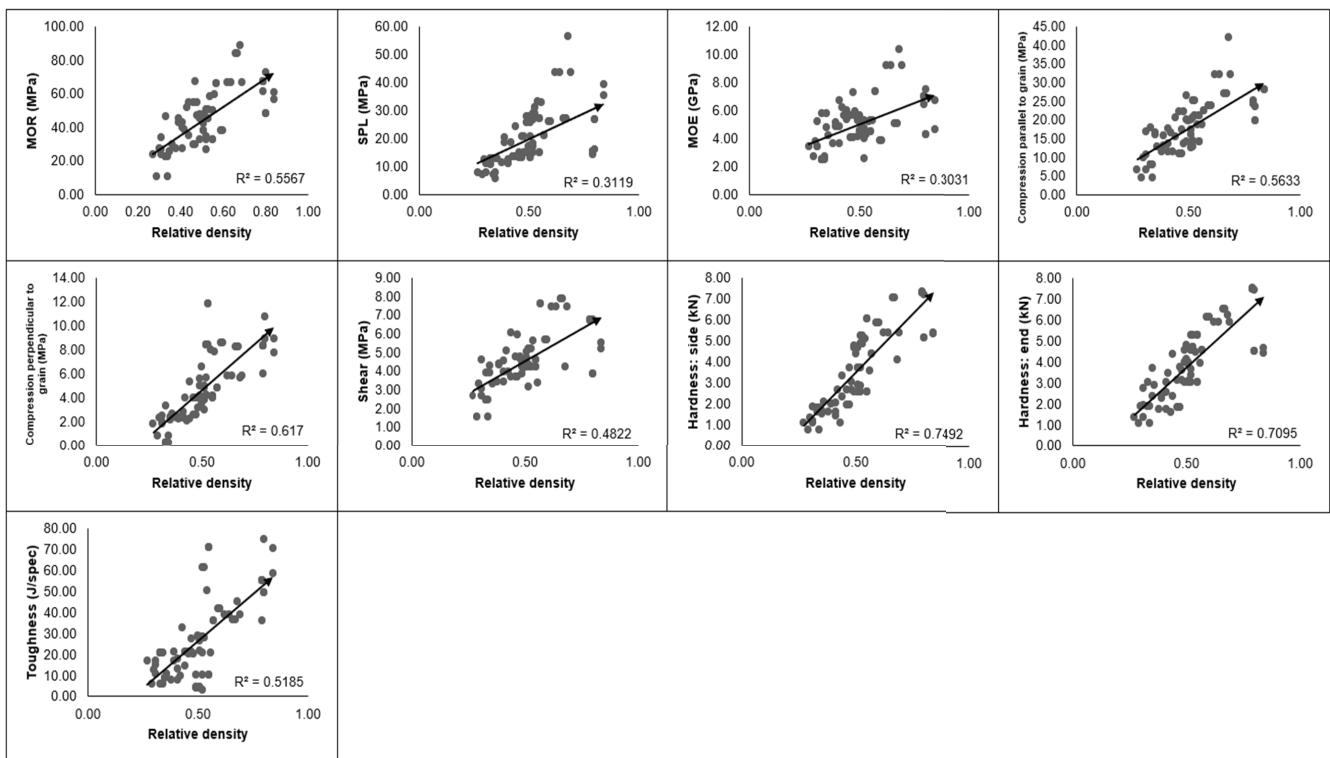 MOR (MPa)
100.00
80.00
60.00
40.00
20.00
0.00
R² = 0.5567
0.00 0.20 0.40 0.60 0.80 1.00
Relative density
SPL (MPa)
60.00
50.00
40.00
30.00
20.00
10.00
0.00
R² = 0.3119
0.00 0.50 1.00
Relative density
MOE (GPa)
12.00
10.00
8.00
6.00
4.00
2.00
0.00
R² = 0.3031
0.00 0.50 1.00
Relative density
Compression parallel to grain (MPa)
45.00
40.00
35.00
30.00
25.00
20.00
15.00
10.00
5.00
0.00
R² = 0.5633
0.00 0.50 1.00
Relative density
Compression perpendicular to
grain (MPa)
14.00
12.00
10.00
8.00
6.00
4.00
2.00
0.00
R² = 0.617
0.00 0.50 1.00
Relative density
Shear (MPa)
9.00
8.00
7.00
6.00
5.00
4.00
3.00
2.00
1.00
0.00
R² = 0.4822
0.00 0.50 1.00
Relative density
Hardness: side (kN)
8.00
7.00
6.00
5.00
4.00
3.00
2.00
1.00
0.00
R² = 0.7492
0.00 0.50 1.00
Relative density
Hardness: end (kN)
8.00
7.00
6.00
5.00
4.00
3.00
2.00
1.00
0.00
R² = 0.7095
0.00 0.50 1.00
Relative density
Toughness (J/spec)
80.00
70.00
60.00
50.00
40.00
30.00
20.00
10.00
0.00
R² = 0.5185
0.00 0.50 1.00
Relative density